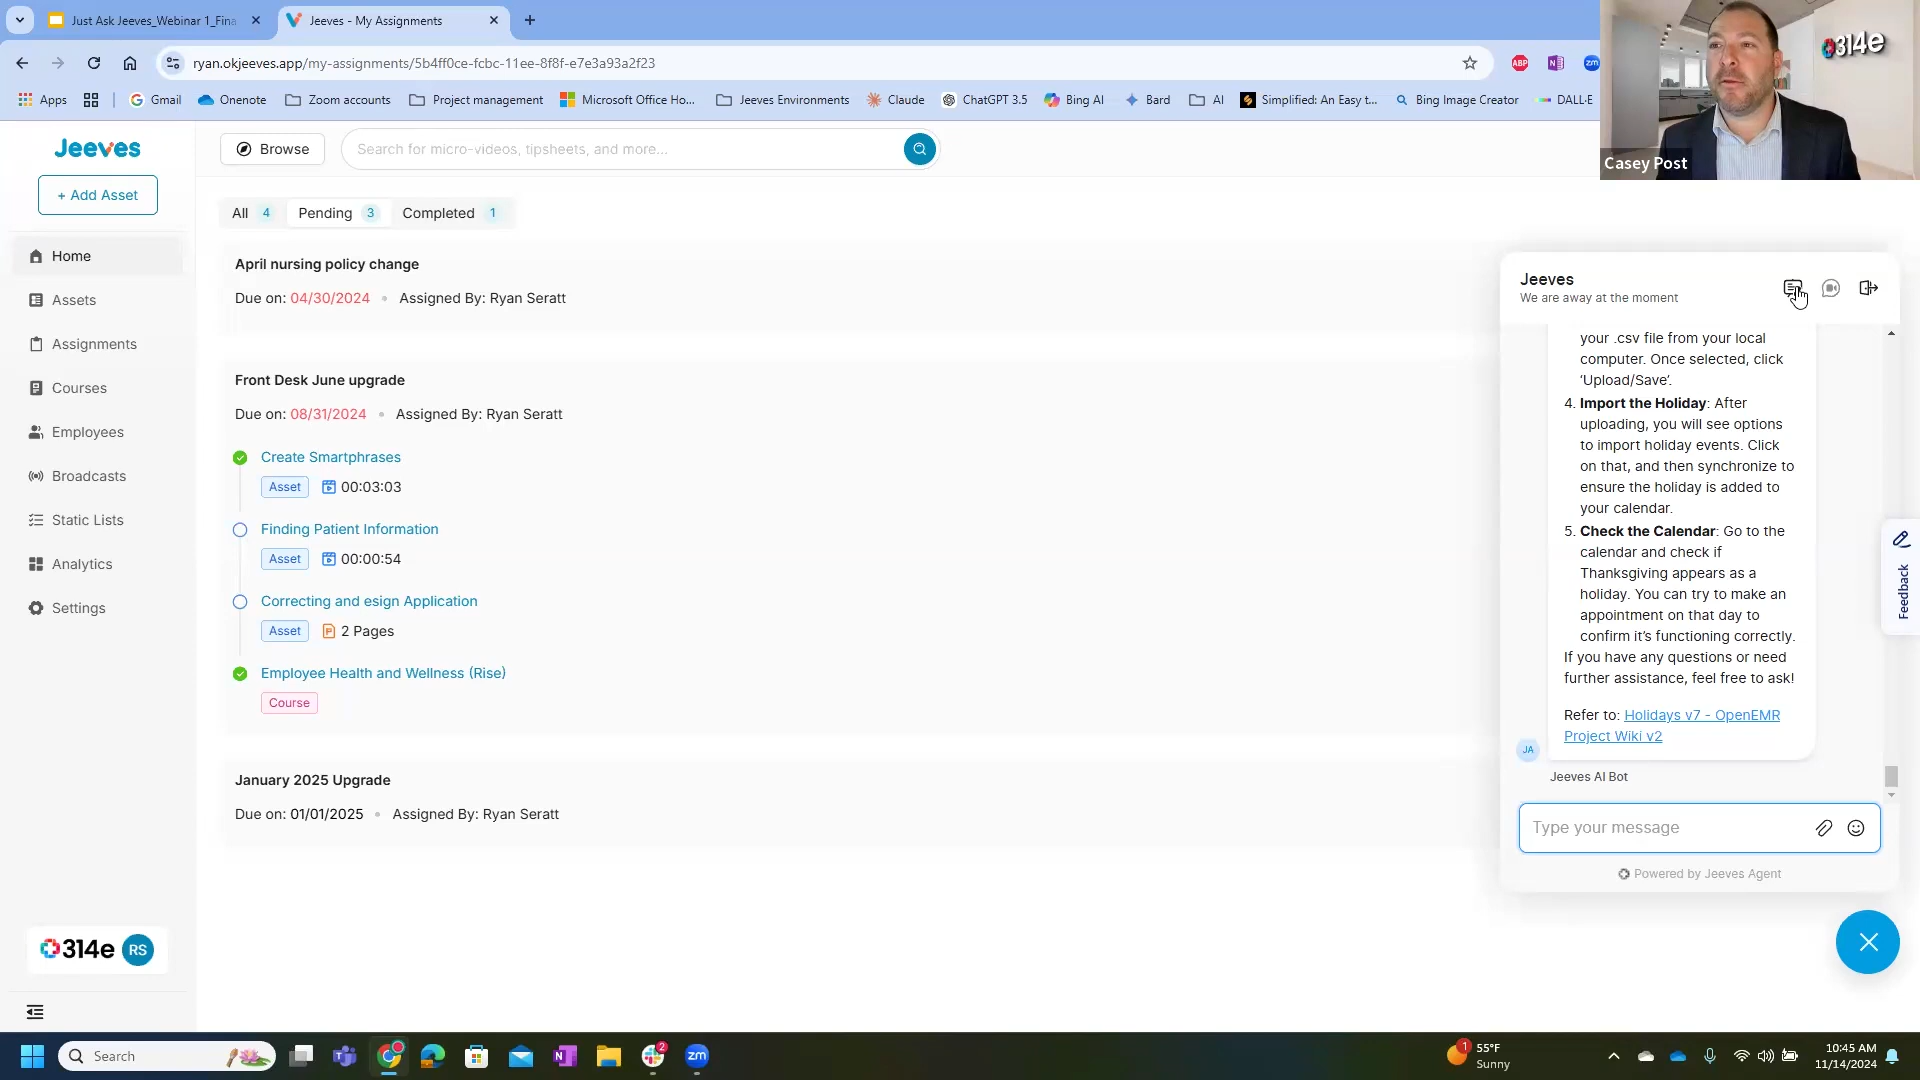 Just Ask Jeeves_Webinar 1_Fina
Jeeves - My Assignments
ryan.okjeeves.app/my-assignments/5b4ff0ce-fcbc-11ee-8f8f-e7e3a93a2f23
ABP
N
zm
Apps
Gmail
Onenote
Zoom accounts
Project management
Microsoft Office Ho...
Jeeves Environments
Claude
ChatGPT 3.5
Bing AI
Bard
AI
Simplified: An Easy t...
Bing Image Creator
DALL·E
314e
Casey Post
Jeeves
Browse
Search for micro-videos, tipsheets, and more...
+ Add Asset
Home
Assets
Assignments
Courses
Employees
Broadcasts
Static Lists
Analytics
Settings
314e RS
All 4
Pending 3
Completed 1
April nursing policy change
Due on: 04/30/2024 • Assigned By: Ryan Seratt
Front Desk June upgrade
Due on: 08/31/2024 • Assigned By: Ryan Seratt
Create Smartphrases
Asset 00:03:03
Finding Patient Information
Asset 00:00:54
Correcting and esign Application
Asset 2 Pages
Employee Health and Wellness (Rise)
Course
January 2025 Upgrade
Due on: 01/01/2025 • Assigned By: Ryan Seratt
Jeeves
We are away at the moment
your .csv file from your local
computer. Once selected, click
‘Upload/Save’.
4. Import the Holiday: After
uploading, you will see options
to import holiday events. Click
on that, and then synchronize to
ensure the holiday is added to
your calendar.
5. Check the Calendar: Go to the
calendar and check if
Thanksgiving appears as a
holiday. You can try to make an
appointment on that day to
confirm it’s functioning correctly.
If you have any questions or need
further assistance, feel free to ask!
Refer to: Holidays v7 - OpenEMR
Project Wiki v2
JA
Jeeves AI Bot
Type your message
Powered by Jeeves Agent
Feedback
Search
2
zm
1
55°F
Sunny
10:45 AM
11/14/2024